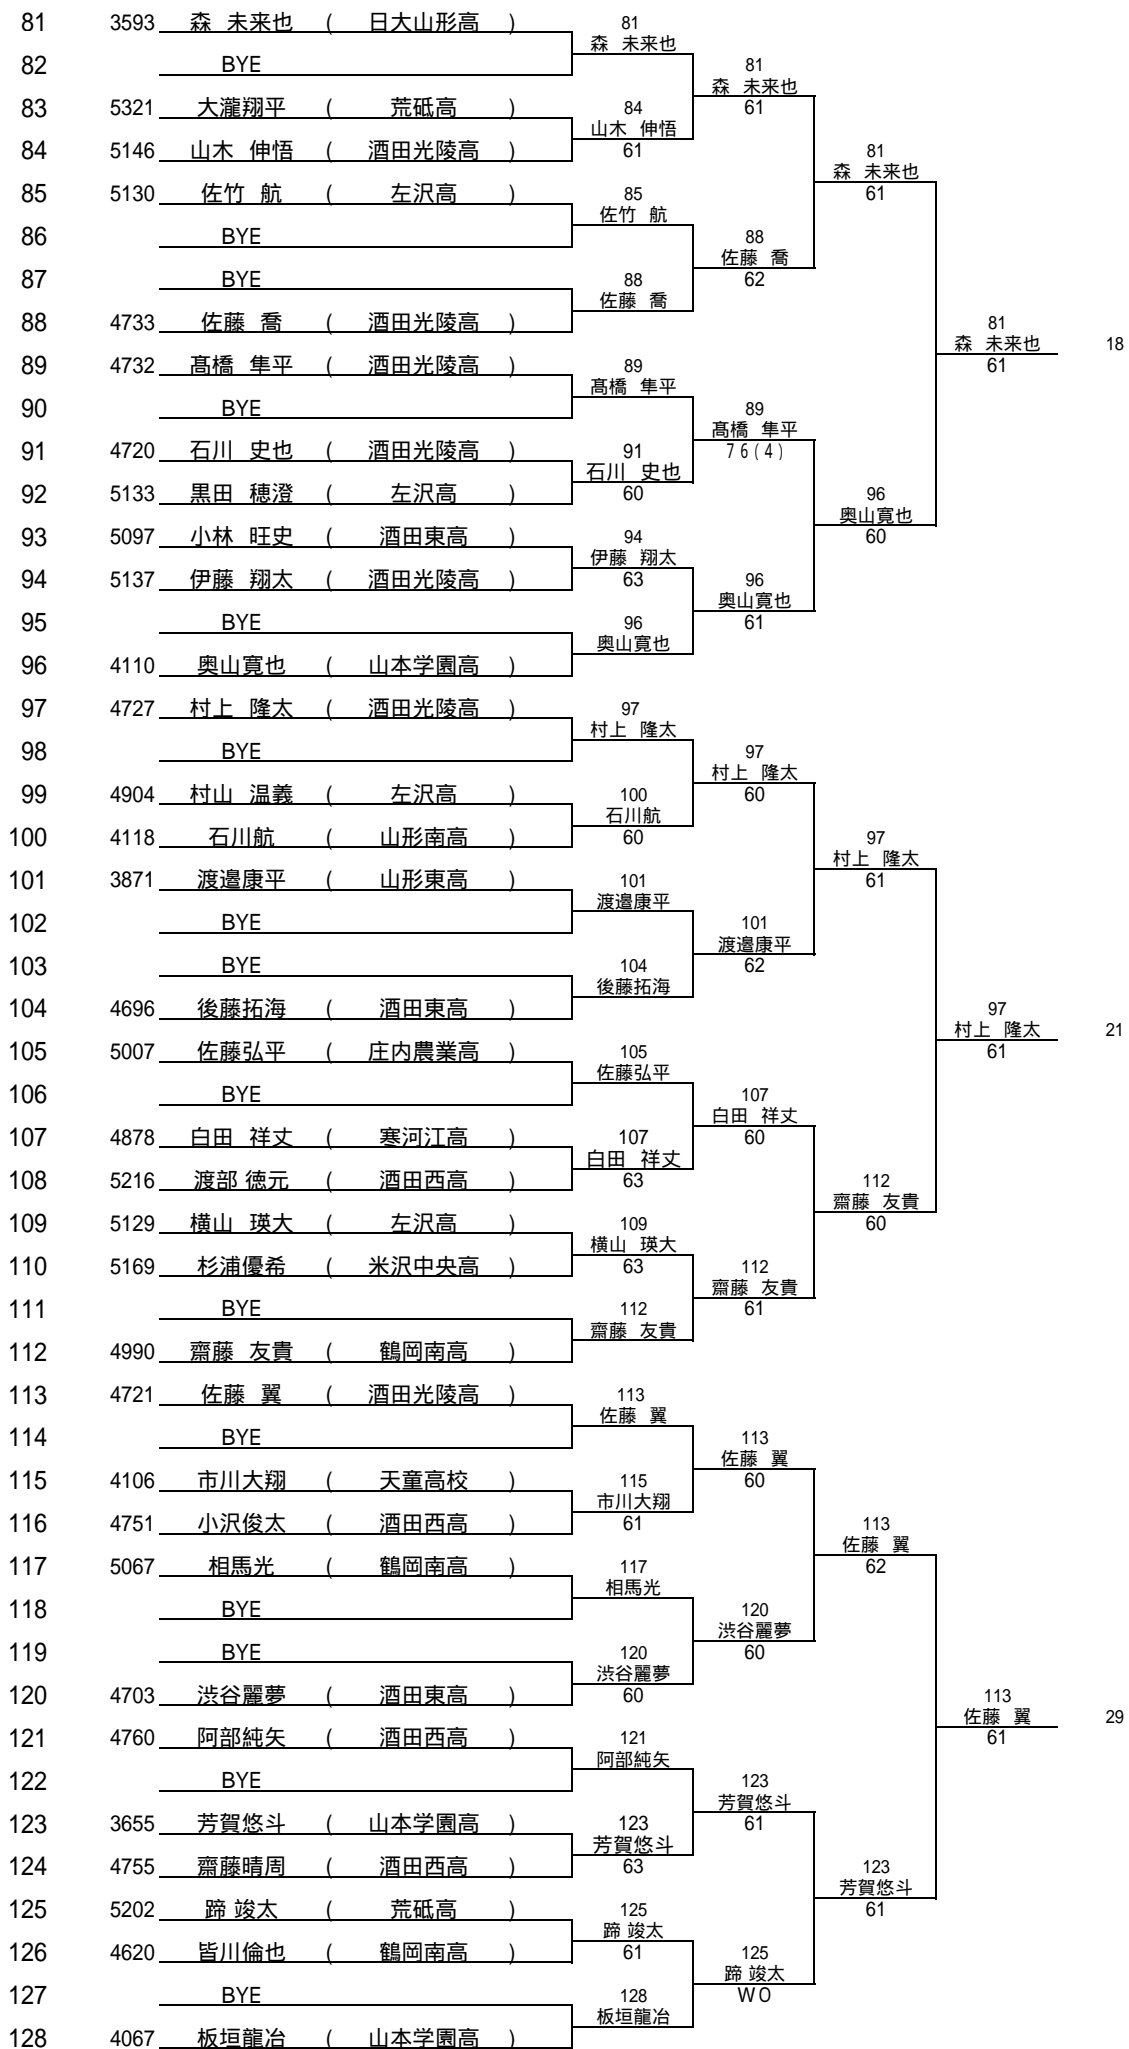 81 3593 森 未来也 ( 日大山形高 )
82 BYE
83 5321 大瀧翔平 ( 荒砥高 )
84 5146 山木 伸悟 ( 酒田光陵高 )
85 5130 佐竹 航 ( 左沢高 )
86 BYE
87 BYE
88 4733 佐藤 喬 ( 酒田光陵高 )
89 4732 髙橋 隼平 ( 酒田光陵高 )
90 BYE
91 4720 石川 史也 ( 酒田光陵高 )
92 5133 黒田 穂澄 ( 左沢高 )
93 5097 小林 旺史 ( 酒田東高 )
94 5137 伊藤 翔太 ( 酒田光陵高 )
95 BYE
96 4110 奥山寛也 ( 山本学園高 )
97 4727 村上 隆太 ( 酒田光陵高 )
98 BYE
99 4904 村山 温義 ( 左沢高 )
100 4118 石川航 ( 山形南高 )
101 3871 渡邉康平 ( 山形東高 )
102 BYE
103 BYE
104 4696 後藤拓海 ( 酒田東高 )
105 5007 佐藤弘平 ( 庄内農業高 )
106 BYE
107 4878 白田 祥丈 ( 寒河江高 )
108 5216 渡部 徳元 ( 酒田西高 )
109 5129 横山 瑛大 ( 左沢高 )
110 5169 杉浦優希 ( 米沢中央高 )
111 BYE
112 4990 齋藤 友貴 ( 鶴岡南高 )
113 4721 佐藤 翼 ( 酒田光陵高 )
114 BYE
115 4106 市川大翔 ( 天童高校 )
116 4751 小沢俊太 ( 酒田西高 )
117 5067 相馬光 ( 鶴岡南高 )
118 BYE
119 BYE
120 4703 渋谷麗夢 ( 酒田東高 )
121 4760 阿部純矢 ( 酒田西高 )
122 BYE
123 3655 芳賀悠斗 ( 山本学園高 )
124 4755 齋藤晴周 ( 酒田西高 )
125 5202 蹄 竣太 ( 荒砥高 )
126 4620 皆川倫也 ( 鶴岡南高 )
127 BYE
128 4067 板垣龍冶 ( 山本学園高 )
81
森 未来也
84
山木 伸悟
61
85
佐竹 航
88
佐藤 喬
89
髙橋 隼平
91
石川 史也
60
94
伊藤 翔太
63
96
奥山寛也
97
村上 隆太
100
石川航
60
101
渡邉康平
104
後藤拓海
105
佐藤弘平
107
白田 祥丈
63
109
横山 瑛大
63
112
齋藤 友貴
113
佐藤 翼
115
市川大翔
61
117
相馬光
120
渋谷麗夢
60
121
阿部純矢
123
芳賀悠斗
63
125
蹄 竣太
61
128
板垣龍冶
81
森 未来也
61
88
佐藤 喬
62
89
髙橋 隼平
76(4)
96
奥山寛也
61
97
村上 隆太
60
101
渡邉康平
62
107
白田 祥丈
60
112
齋藤 友貴
61
113
佐藤 翼
60
120
渋谷麗夢
60
123
芳賀悠斗
61
125
蹄 竣太
WO
81
森 未来也
61
96
奥山寛也
60
97
村上 隆太
61
112
齋藤 友貴
60
113
佐藤 翼
62
123
芳賀悠斗
61
81
森 未来也
61
18
97
村上 隆太
61
21
113
佐藤 翼
61
29